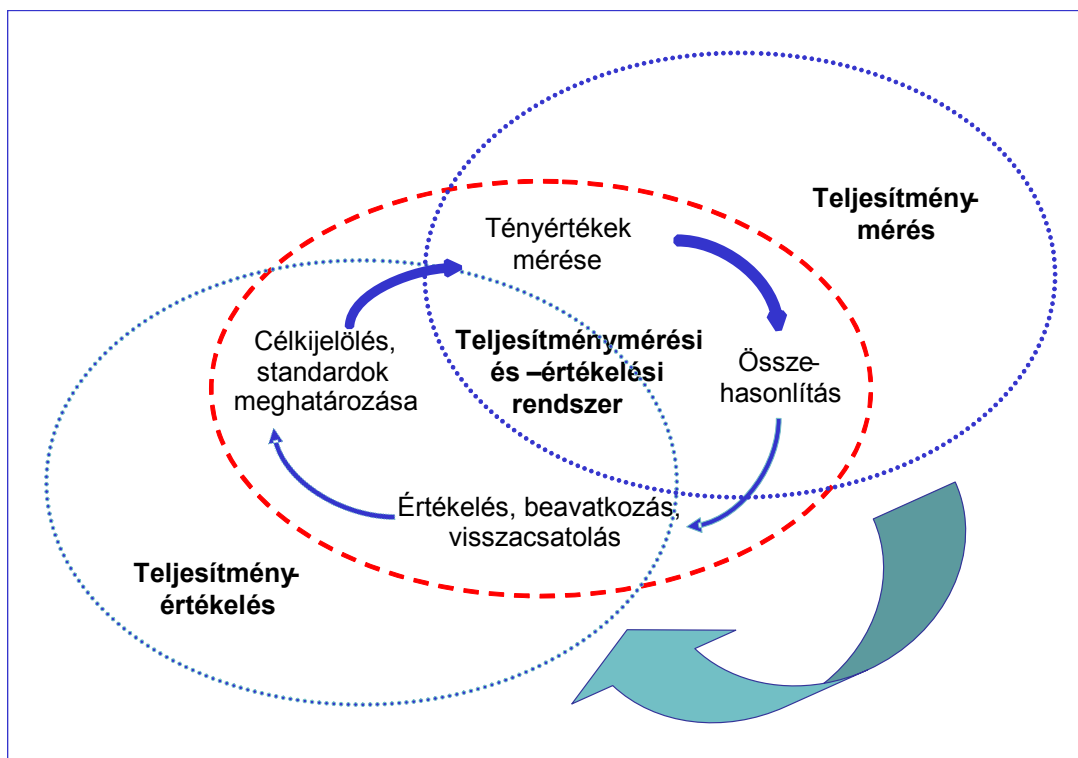 Teljesítmény-
mérés
Tényértékek
mérése
Célkijelölés,
standardok
meghatározása
Teljesítménymérési
és –értékelési
rendszer
Össze-
hasonlítás
Értékelés, beavatkozás,
visszacsatolás
Teljesítmény-
értékelés